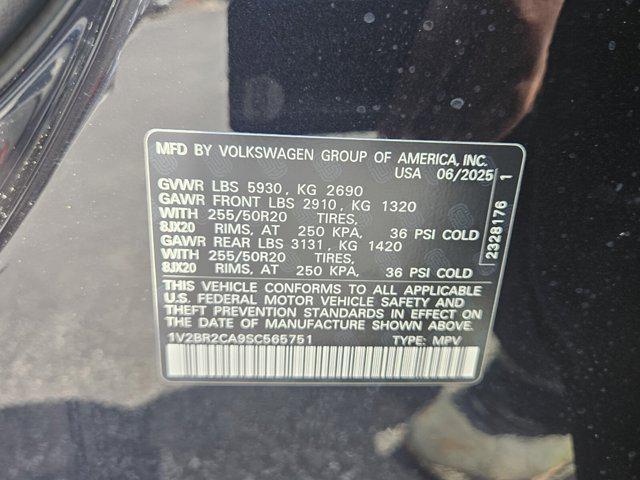 MFD BY VOLKSWAGEN GROUP OF AMERICA, INC.
USA 06/2025
GVWR LBS 5930, KG 2690
GAWR FRONT LBS 2910, KG 1320
WITH 255/50R20 TIRES,
8JX20 RIMS, AT 250 KPA, 36 PSI COLD
GAWR REAR LBS 3131, KG 1420
WITH 255/50R20 TIRES,
8JX20 RIMS, AT 250 KPA, 36 PSI COLD
THIS VEHICLE CONFORMS TO ALL APPLICABLE
U.S. FEDERAL MOTOR VEHICLE SAFETY AND
THEFT PREVENTION STANDARDS IN EFFECT ON
THE DATE OF MANUFACTURE SHOWN ABOVE.
1V2BR2CA9SC565751 TYPE: MPV
2328176 1